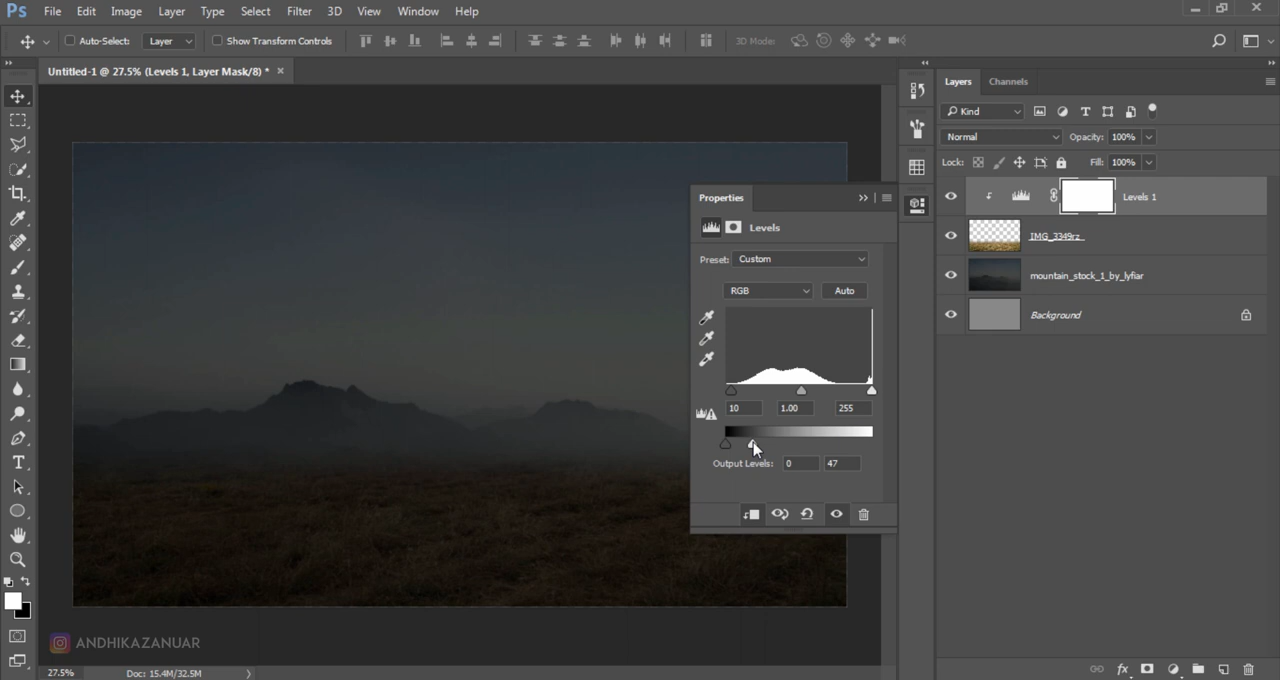 Ps File Edit Image Layer Type Select Filter 3D View Window Help
Auto-Select: Layer Show Transform Controls 3D Mode:
Untitled-1 @ 27.5% (Levels 1, Layer Mask/8) * ×
Layers Channels
Kind
Normal Opacity: 100%
Lock: Fill: 100%
Levels 1
IMG_3349rz
mountain_stock_1_by_lyfiar
Background
Properties
Levels
Preset: Custom
RGB Auto
10 1.00 255
Output Levels: 0 47
ANDHIKAZANUAR
27.5% Doc: 15.4M/32.5M